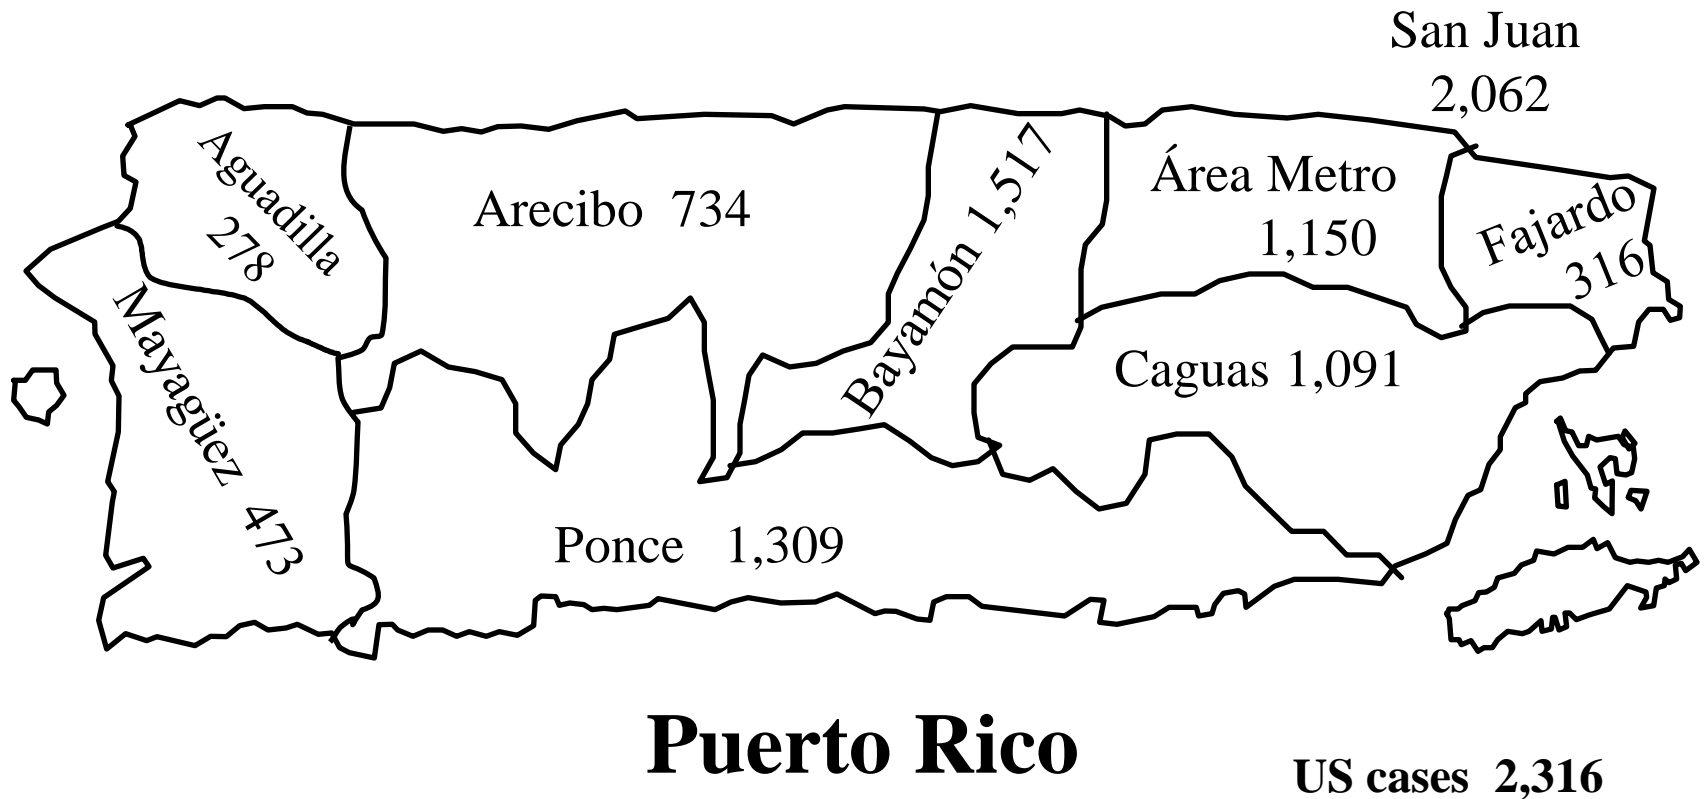 San Juan
2,062
Aguadilla
278
Arecibo 734
Bayamón 1,517
Área Metro
1,150
Fajardo
316
Mayagüez 473
Caguas 1,091
Ponce 1,309
Puerto Rico
US cases 2,316